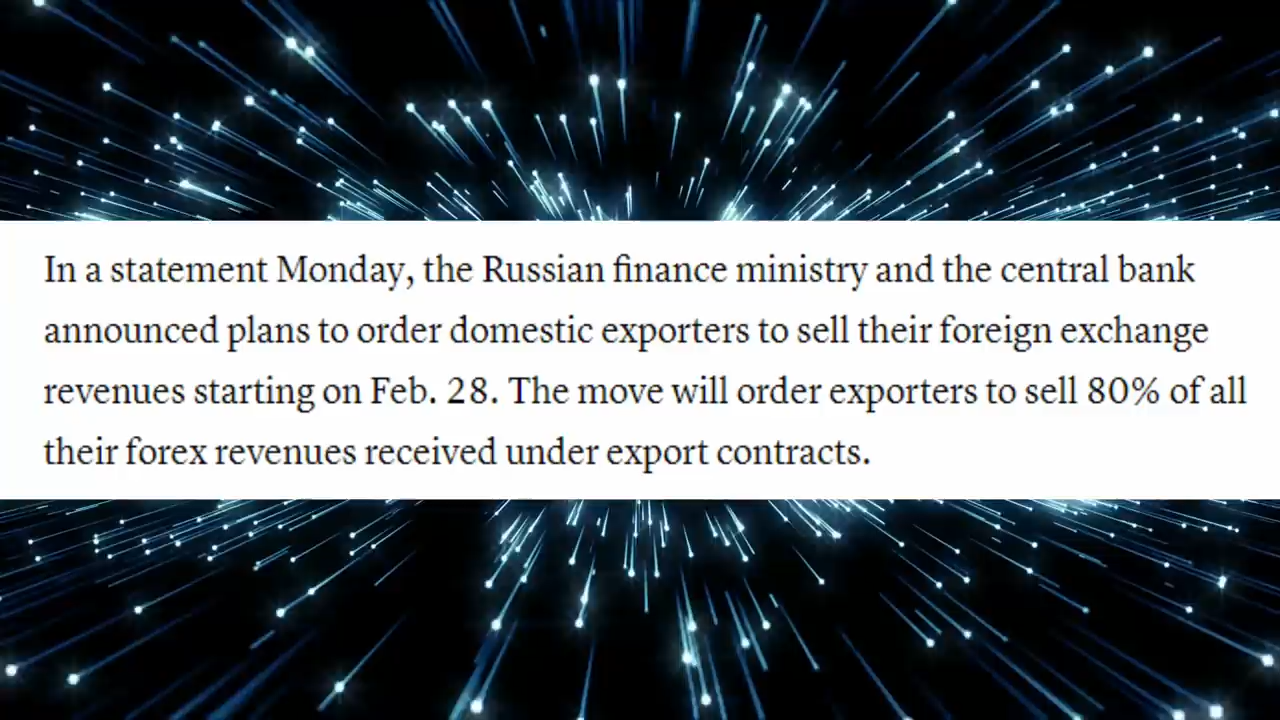 In a statement Monday, the Russian finance ministry and the central bank
announced plans to order domestic exporters to sell their foreign exchange
revenues starting on Feb. 28. The move will order exporters to sell 80% of all
their forex revenues received under export contracts.